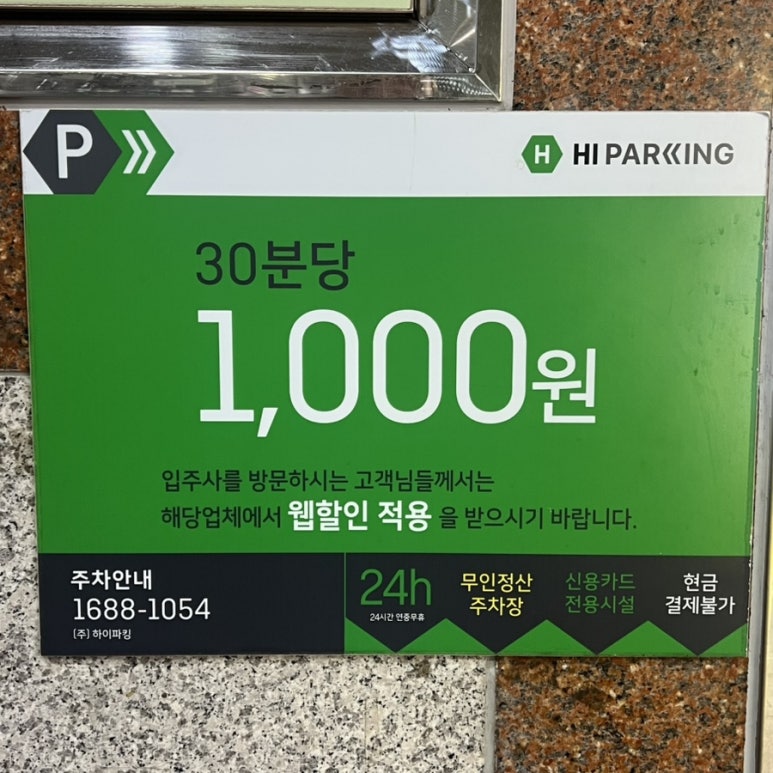 P
H HI PARKING
30분당
1,000원
입주사를 방문하시는 고객님들께서는
해당업체에서 웹할인 적용 을 받으시기 바랍니다.
주차안내
1688-1054
(주) 하이파킹
24h
24시간 연중무휴
무인정산
주차장
신용카드
전용시설
현금
결제불가